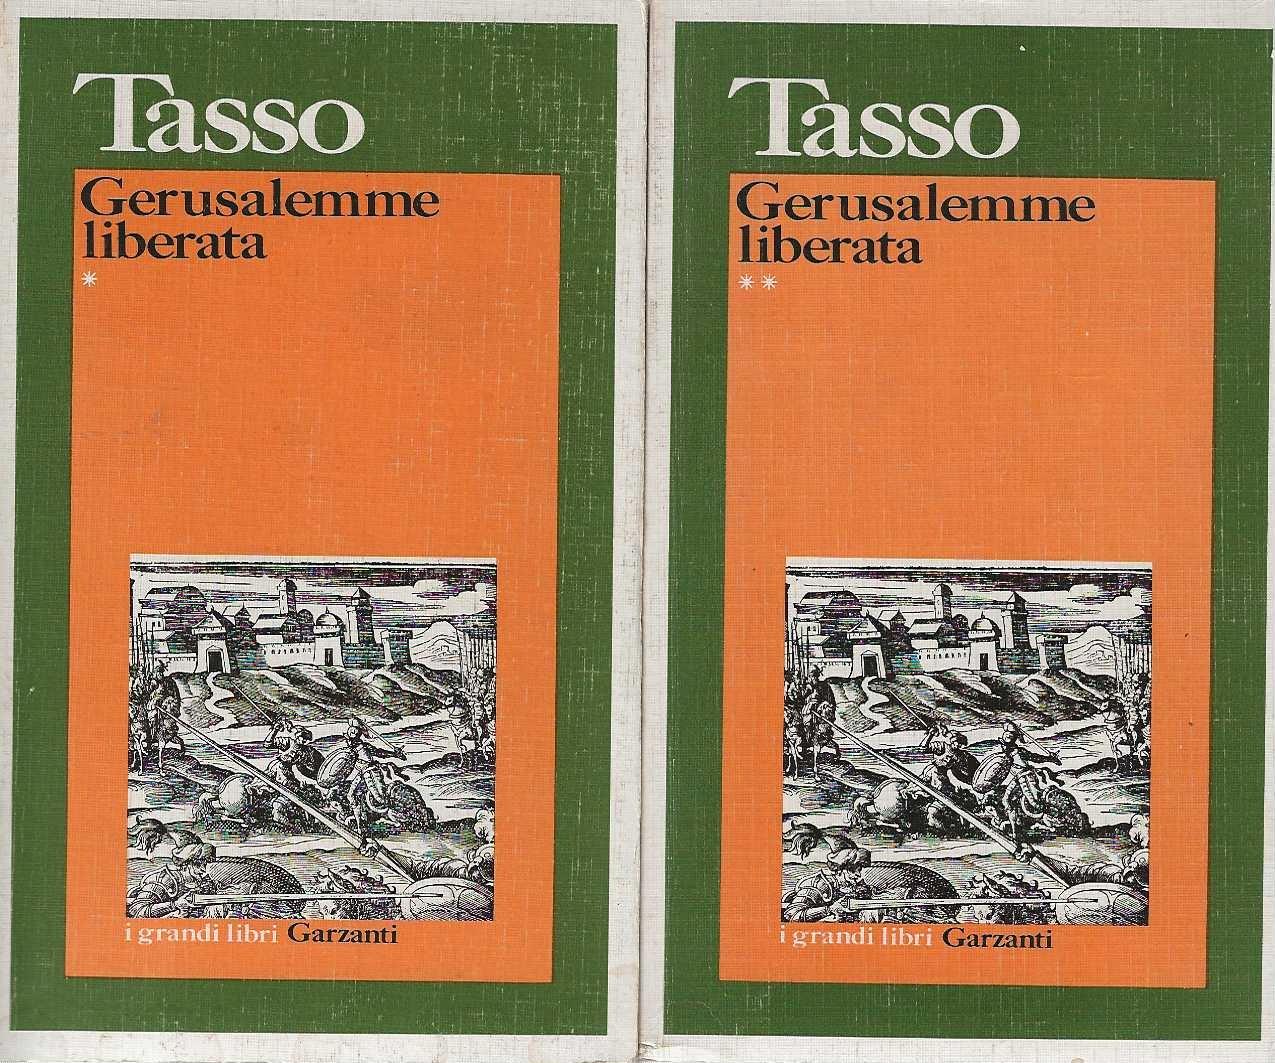 Tasso
Gerusalemme
liberata
*
i grandi libri Garzanti
Tasso
Gerusalemme
liberata
**
i grandi libri Garzanti